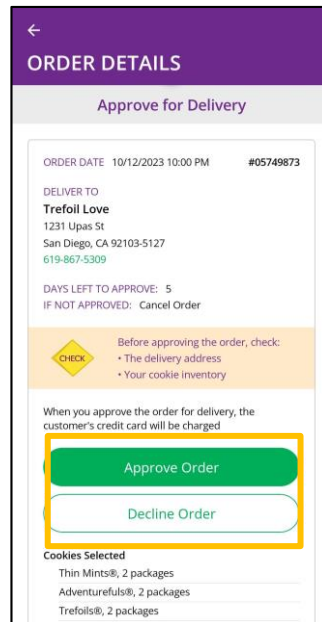 ORDER DETAILS
Approve for Delivery
ORDER DATE 10/12/2023 10:00 PM #05749873
DELIVER TO
Trefoil Love
1231 Upas St
San Diego, CA 92103-5127
619-867-5309
DAYS LEFT TO APPROVE: 5
IF NOT APPROVED: Cancel Order
CHECK
Before approving the order, check:
• The delivery address
• Your cookie inventory
When you approve the order for delivery, the
customer's credit card will be charged
Approve Order
Decline Order
Cookies Selected
Thin Mints®, 2 packages
Adventurefuls®, 2 packages
Trefoils®, 2 packages